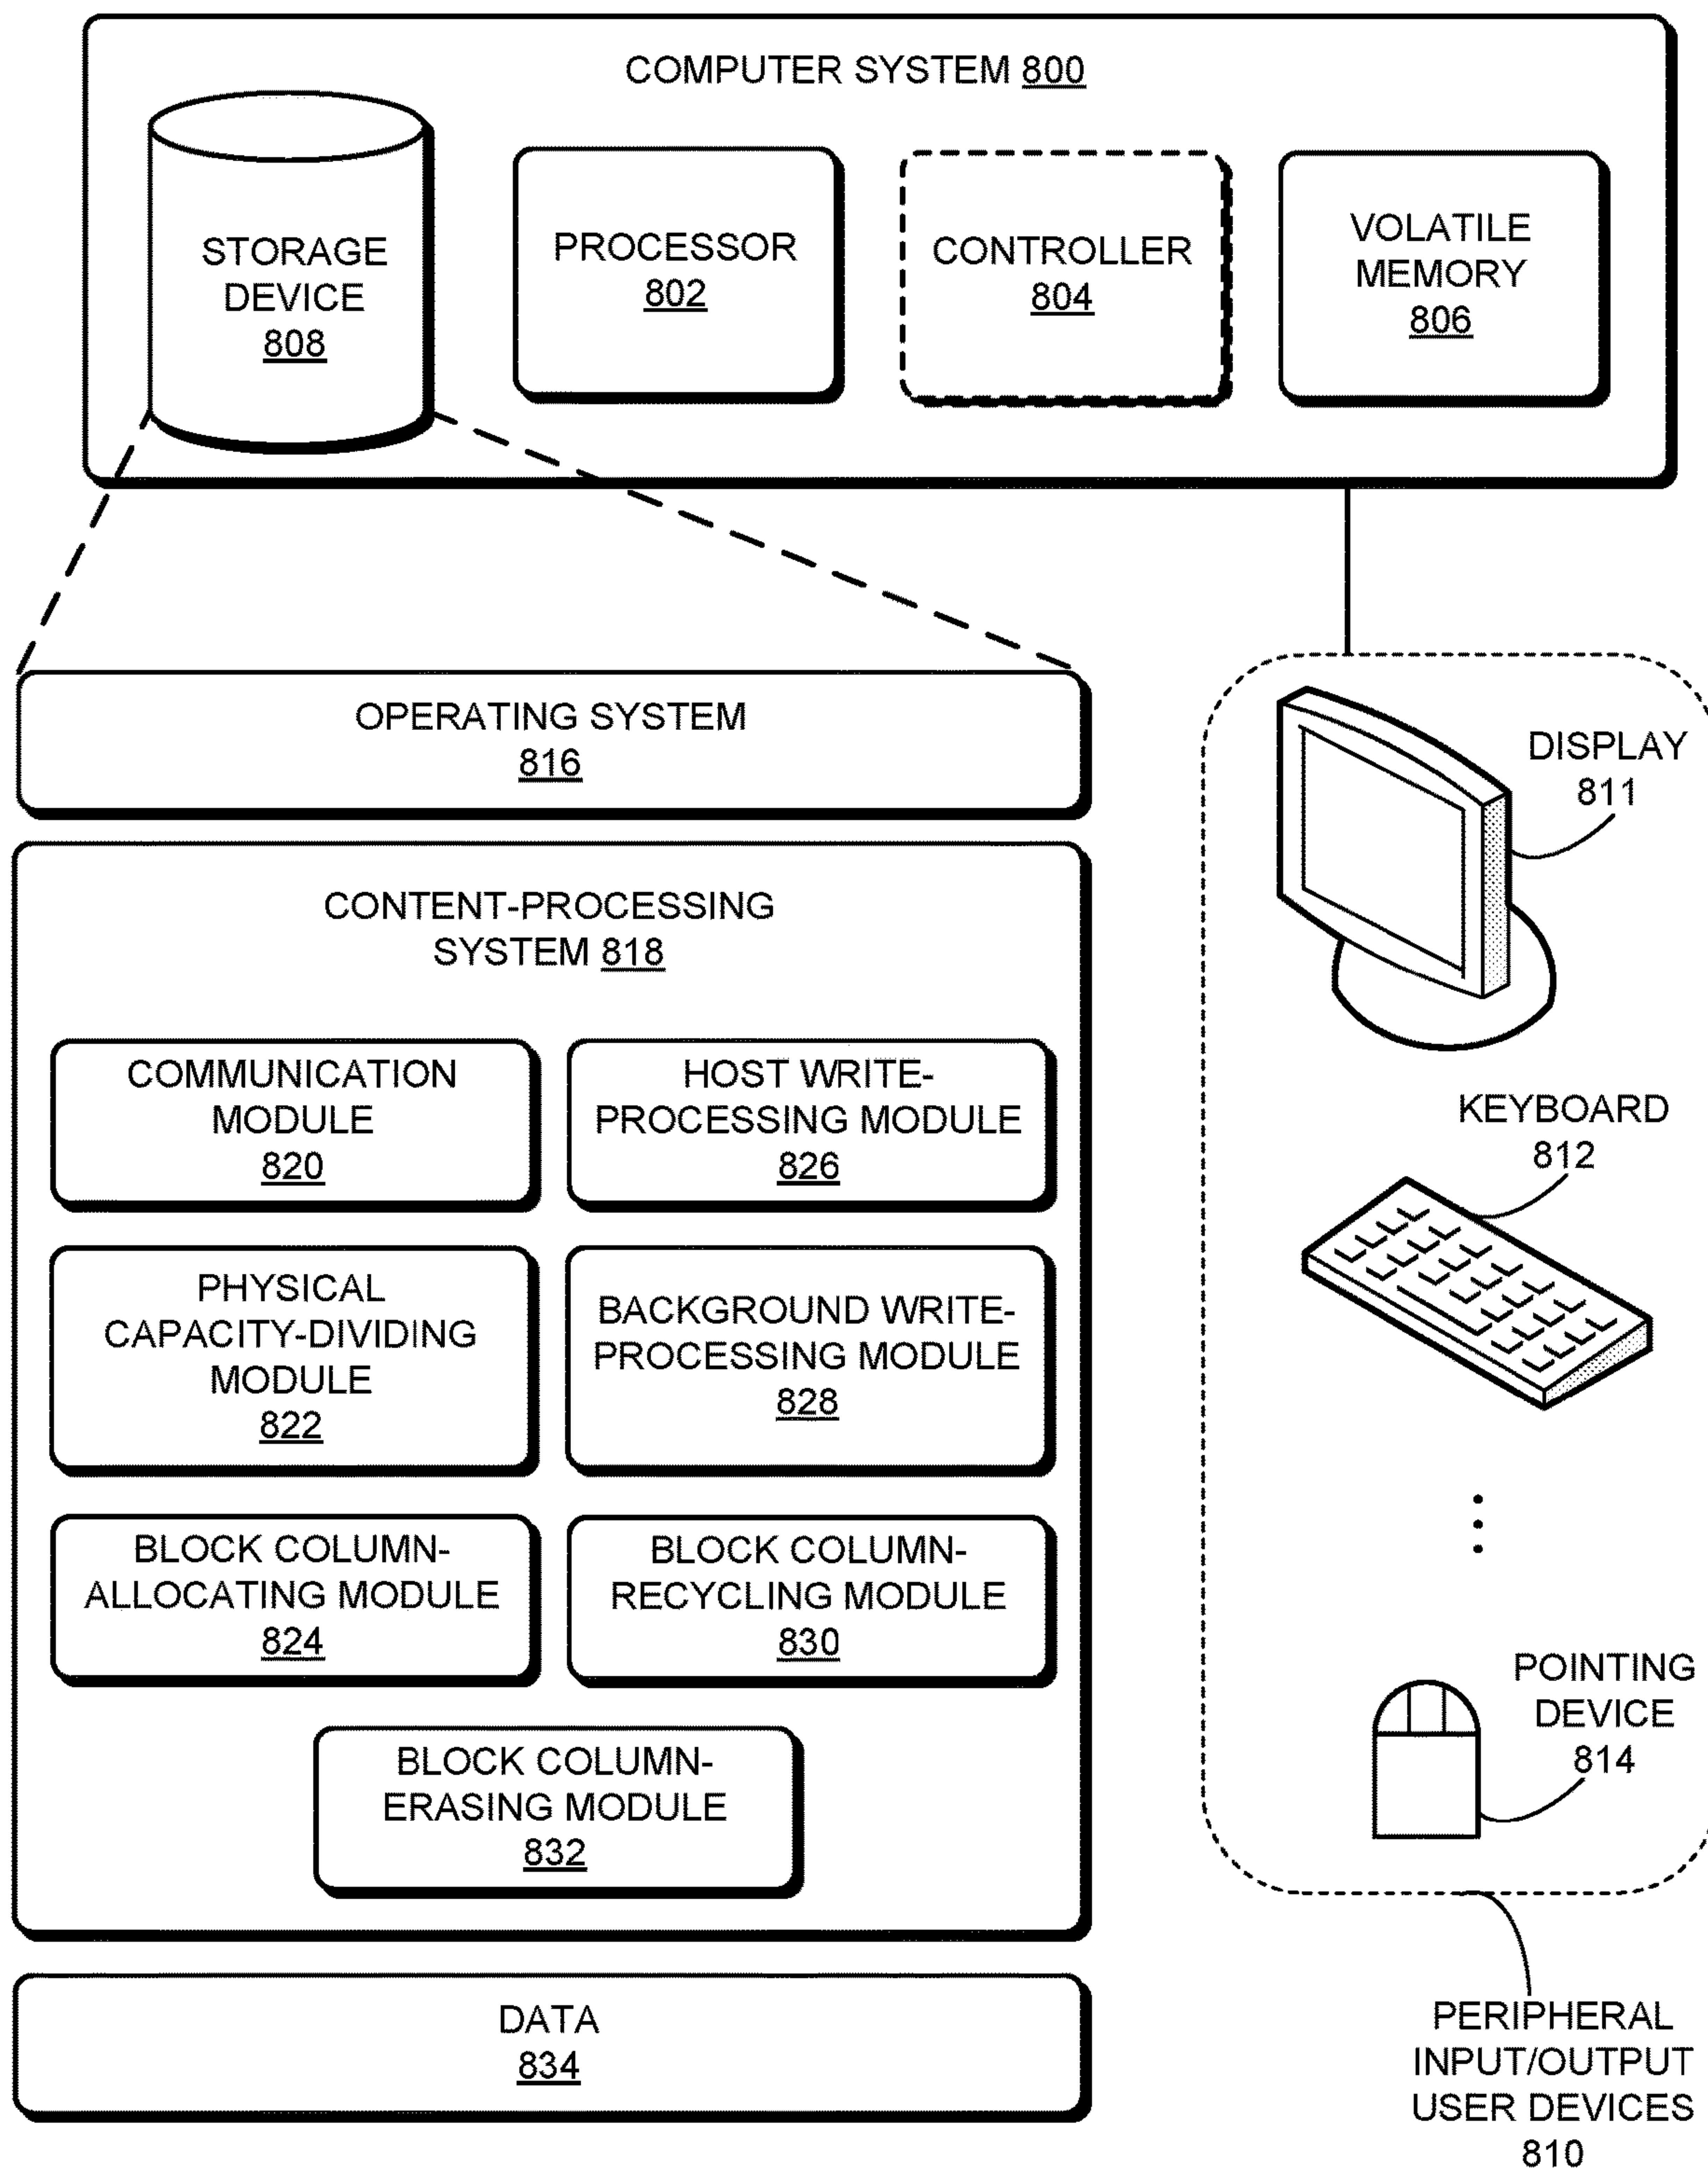 COMPUTER SYSTEM 800
STORAGE
DEVICE
808
PROCESSOR
802
CONTROLLER
804
VOLATILE
MEMORY
806
OPERATING SYSTEM
816
CONTENT-PROCESSING
SYSTEM 818
COMMUNICATION
MODULE
820
HOST WRITE-
PROCESSING MODULE
826
PHYSICAL
CAPACITY-DIVIDING
MODULE
822
BACKGROUND WRITE-
PROCESSING MODULE
828
BLOCK COLUMN-
ALLOCATING MODULE
824
BLOCK COLUMN-
RECYCLING MODULE
830
BLOCK COLUMN-
ERASING MODULE
832
DATA
834
DISPLAY
811
KEYBOARD
812
POINTING
DEVICE
814
PERIPHERAL
INPUT/OUTPUT
USER DEVICES
810